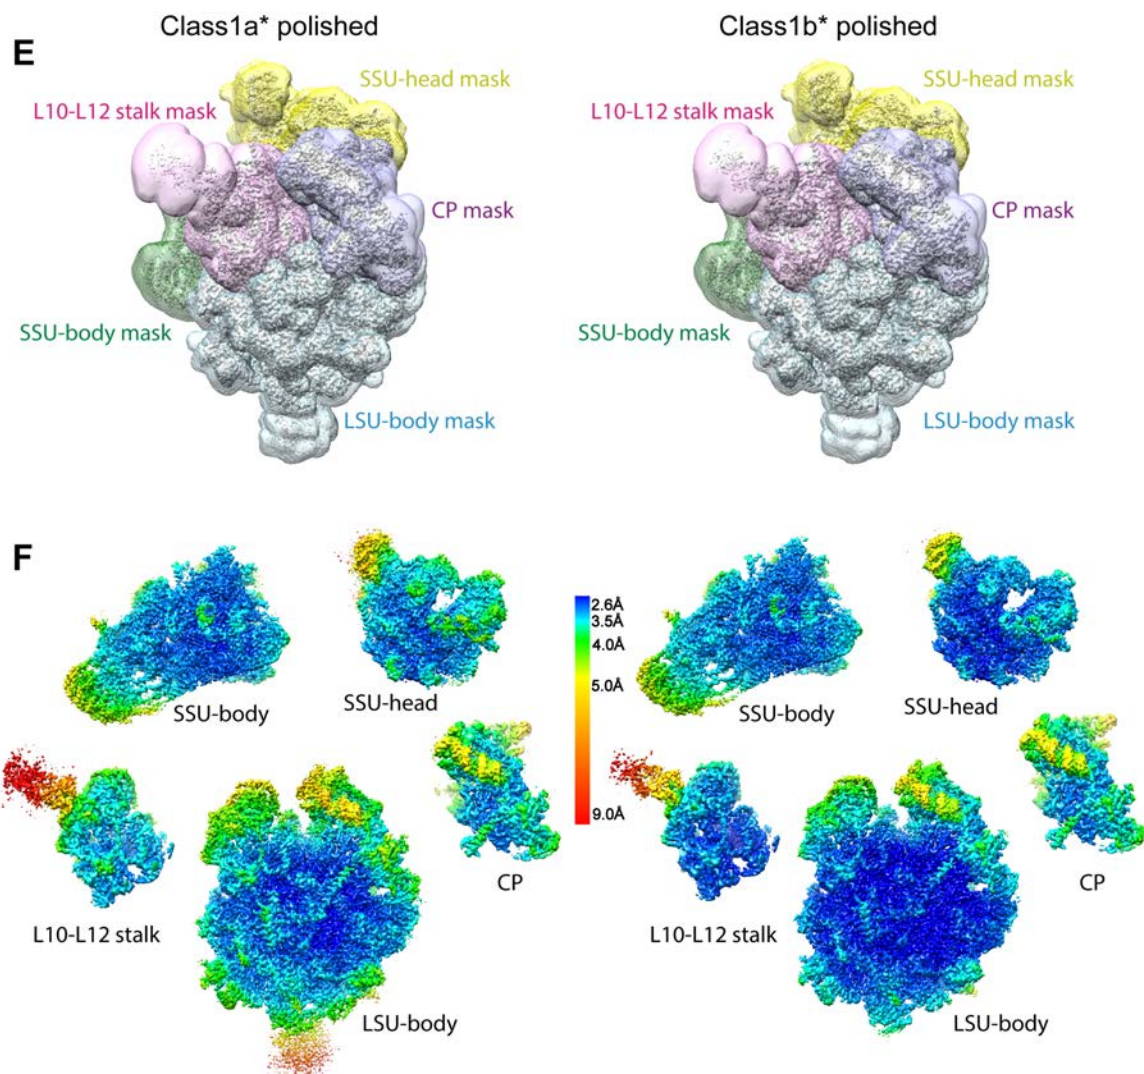 Class1a* polished
Class1b* polished
E
SSU-head mask
SSU-head mask
L10-L12 stalk mask
L10-L12 stalk mask
CP mask
CP mask
SSU-body mask
SSU-body mask
LSU-body mask
LSU-body mask
F
2.6Å
3.5Å
4.0Å
5.0Å
9.0Å
SSU-body
SSU-head
SSU-body
SSU-head
CP
CP
L10-L12 stalk
L10-L12 stalk
LSU-body
LSU-body